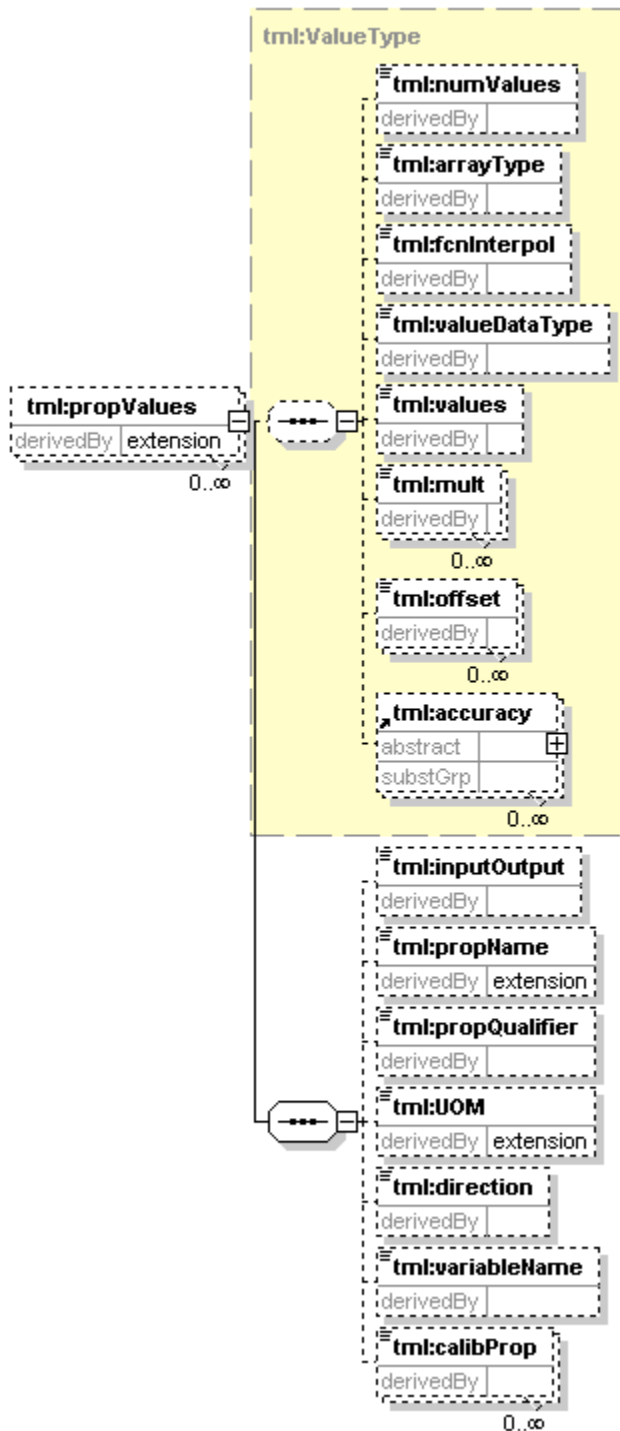 tml:ValueType
tml:numValues
derivedBy
tml:arrayType
derivedBy
tml:fcnInterpol
derivedBy
tml:valueDataType
derivedBy
tml:propValues
derivedBy extension
0..∞
tml:values
derivedBy
tml:mult
derivedBy
0..∞
tml:offset
derivedBy
0..∞
tml:accuracy
abstract
substGrp
0..∞
tml:inputOutput
derivedBy
tml:propName
derivedBy extension
tml:propQualifier
derivedBy
tml:UOM
derivedBy extension
tml:direction
derivedBy
tml:variableName
derivedBy
tml:calibProp
derivedBy
0..∞